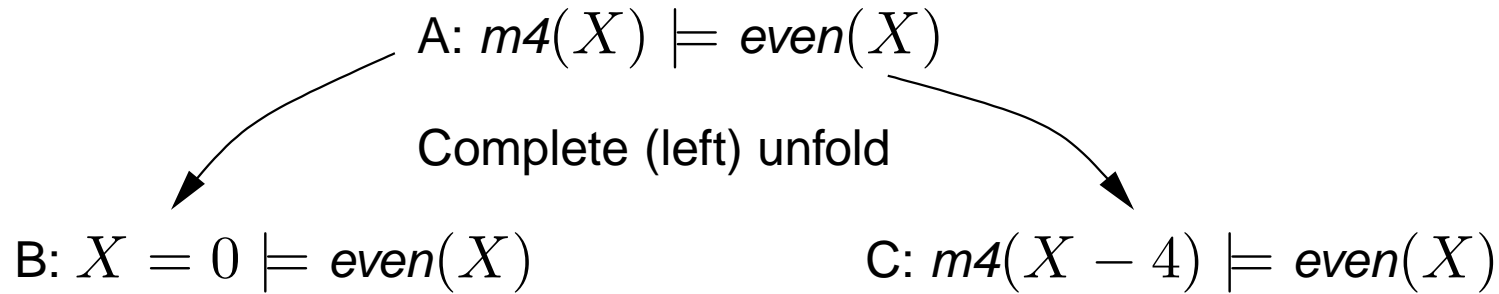 A: m4(X) ⊨ even(X)
Complete (left) unfold
B: X = 0 ⊨ even(X)
C: m4(X − 4) ⊨ even(X)